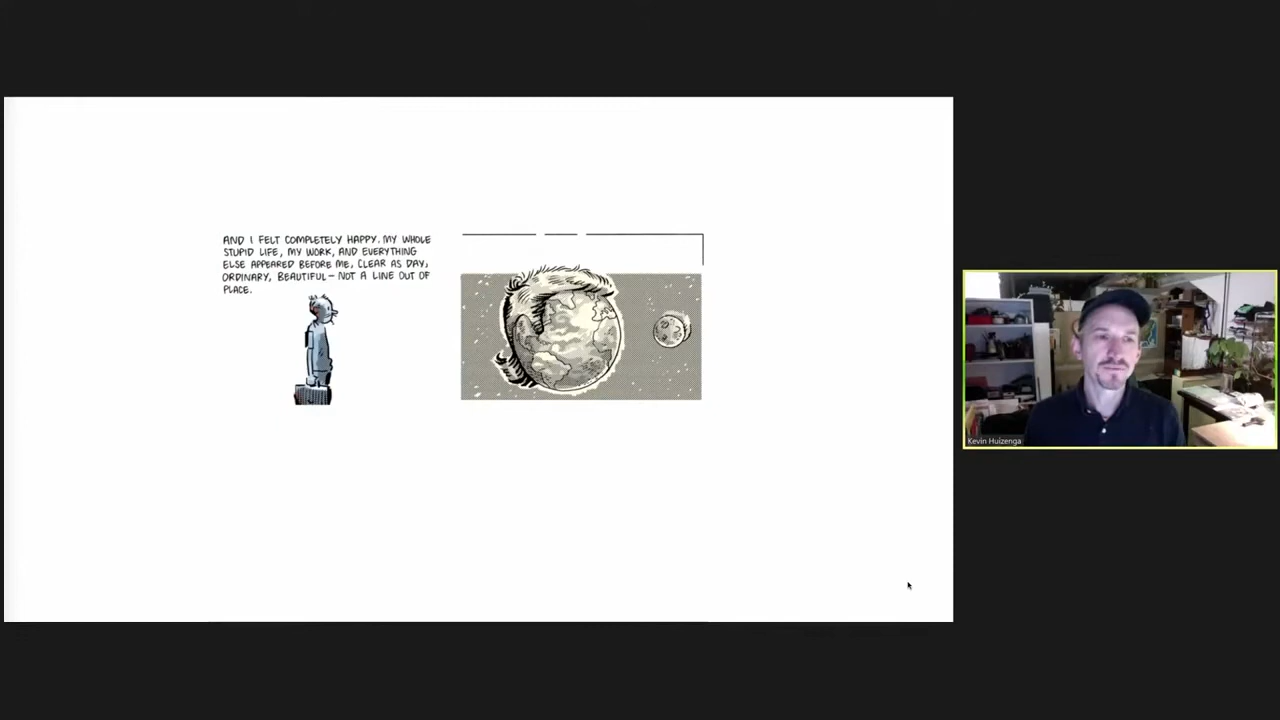 AND I FELT COMPLETELY HAPPY. MY WHOLE
STUPID LIFE, MY WORK, AND EVERYTHING
ELSE APPEARED BEFORE ME, CLEAR AS DAY,
ORDINARY, BEAUTIFUL — NOT A LINE OUT OF
PLACE.
Kevin Huizenga